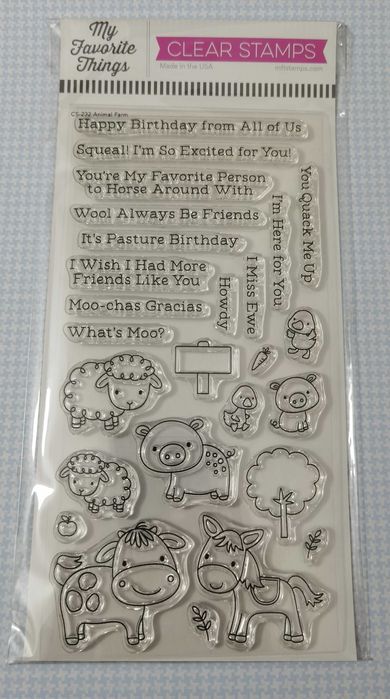 My
Favorite
Things
CLEAR STAMPS
Made in the USA
mftstamps.com
CS-232 Animal Farm
Happy Birthday from All of Us
Squeal! I'm So Excited for You!
You're My Favorite Person
to Horse Around With
Wool Always Be Friends
It's Pasture Birthday
I Wish I Had More
Friends Like You
Moo-chas Gracias
What's Moo?
Howdy
I Miss Ewe
I'm Here for You
You Quack Me Up